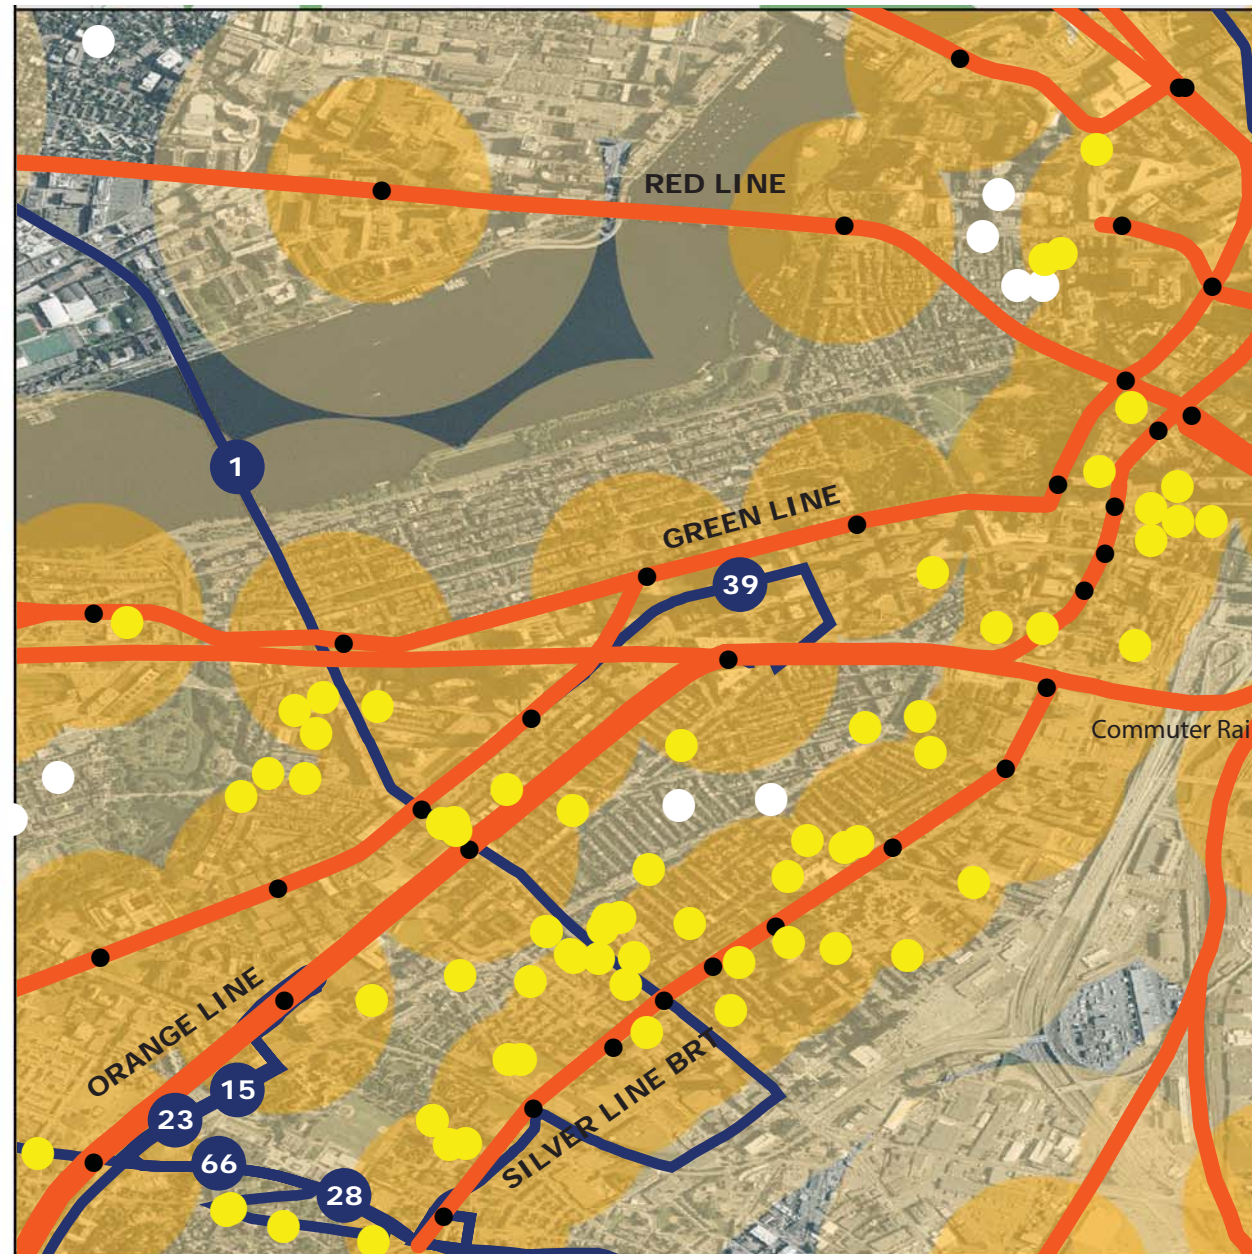 RED LINE
1
GREEN LINE
39
Commuter Rai
ORANGE LINE
15
23
SILVER LINE BRT
66
28